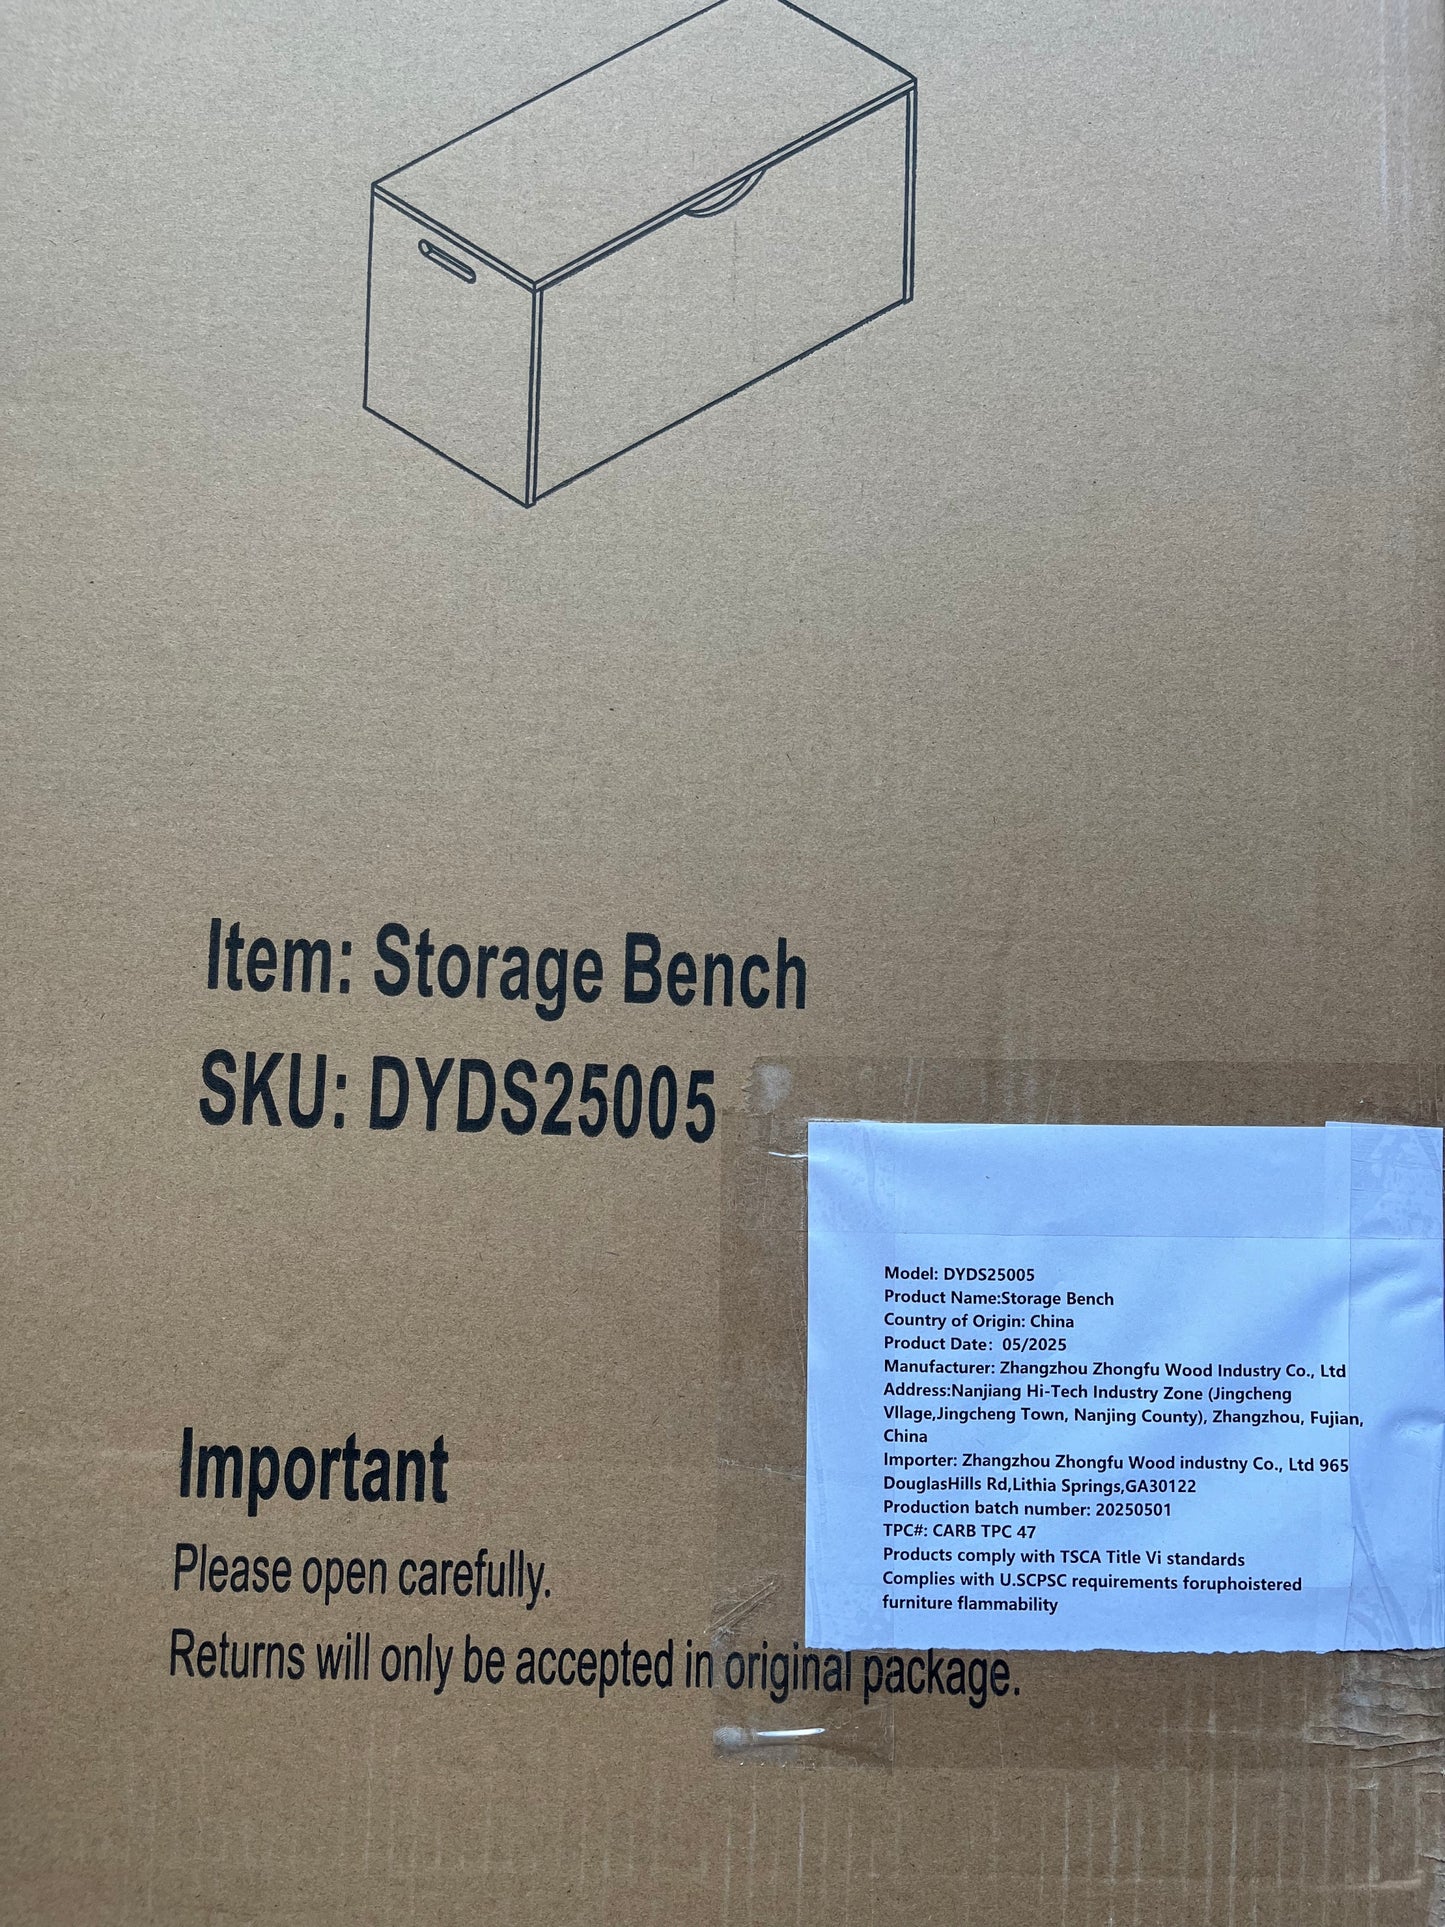 Item: Storage Bench
SKU: DYDS25005
Model: DYDS25005
Product Name:Storage Bench
Country of Origin: China
Product Date: 05/2025
Manufacturer: Zhangzhou Zhongfu Wood Industry Co., Ltd
Address:Nanjiang Hi-Tech Industry Zone (Jingcheng
Vllage,Jingcheng Town, Nanjing County), Zhangzhou, Fujian,
China
Importer: Zhangzhou Zhongfu Wood industny Co., Ltd 965
DouglasHills Rd,Lithia Springs,GA30122
Production batch number: 20250501
TPC#: CARB TPC 47
Products comply with TSCA Title Vi standards
Complies with U.SCPSC requirements foruphoistered
furniture flammability
Important
Please open carefully.
Returns will only be accepted in original package.